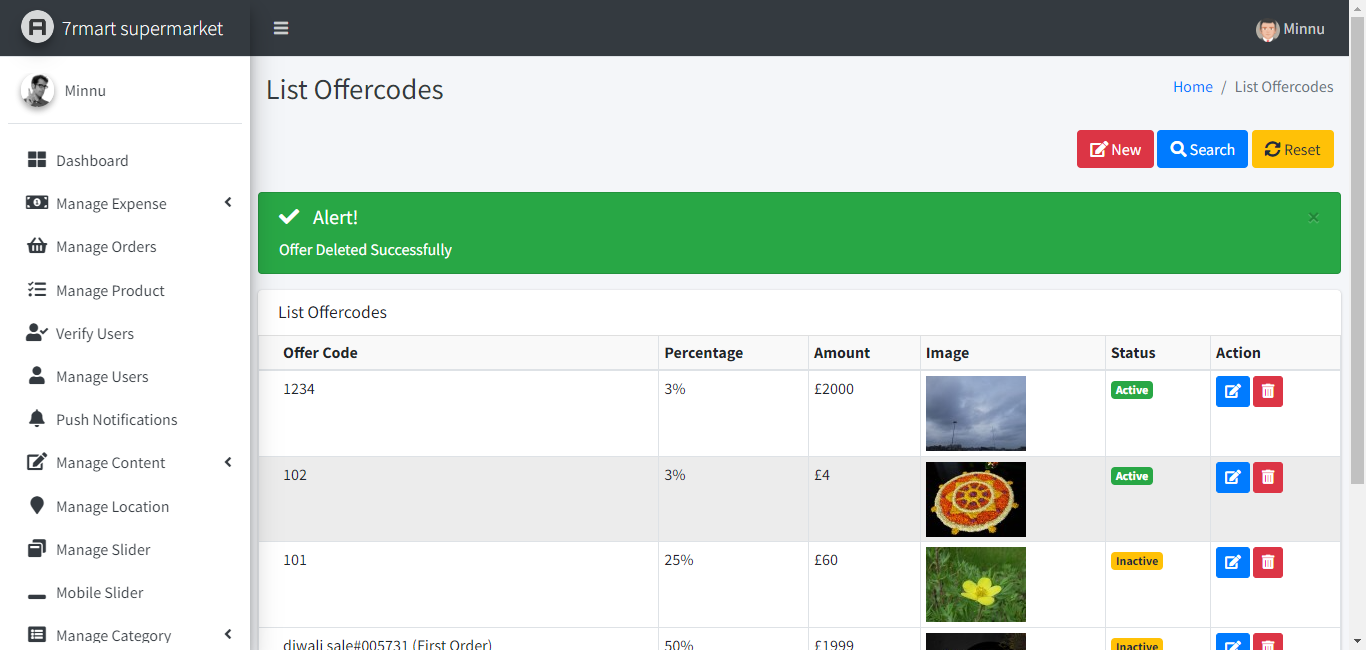 7rmart supermarket
Minnu
Minnu
Dashboard
Manage Expense
Manage Orders
Manage Product
Verify Users
Manage Users
Push Notifications
Manage Content
Manage Location
Manage Slider
Mobile Slider
Manage Category
List Offercodes
Home / List Offercodes
New Search Reset
Alert!
×
Offer Deleted Successfully
List Offercodes
Offer Code Percentage Amount Image Status Action
1234 3% £2000 Active
102 3% £4 Active
101 25% £60 Inactive
diwali sale#005731 (First Order) 50% £1999 Inactive